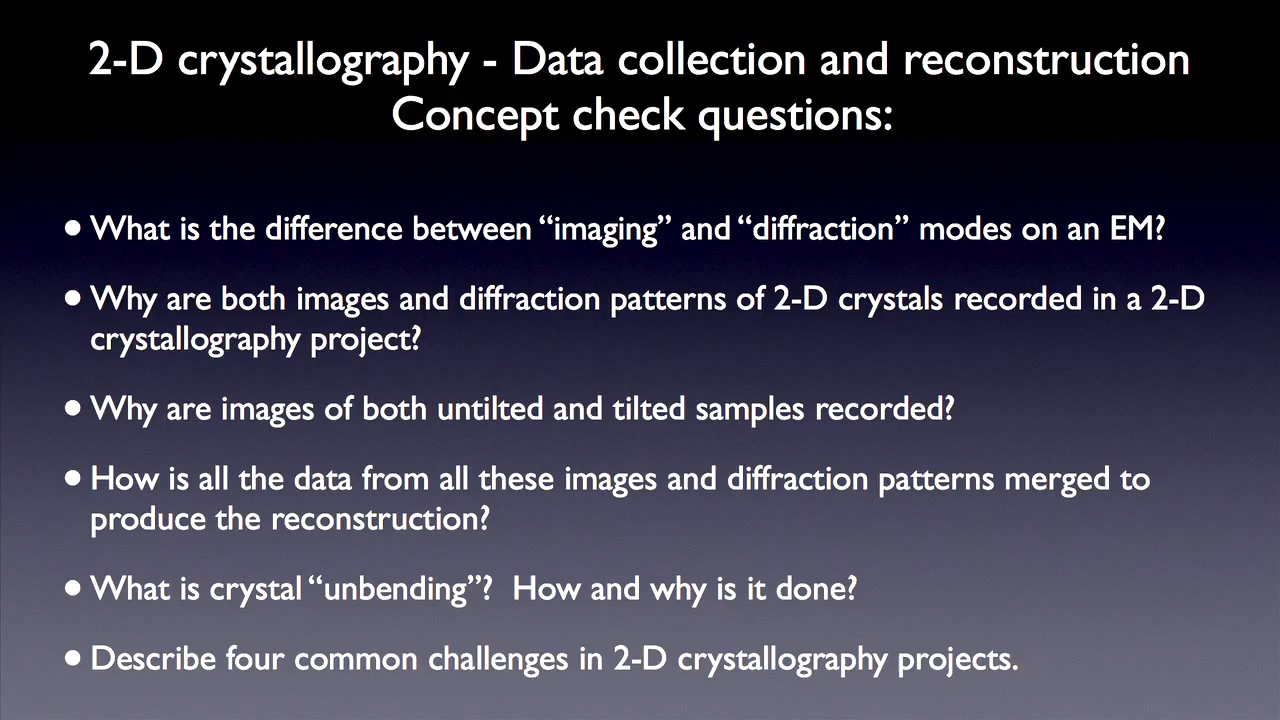 2-D crystallography - Data collection and reconstruction
Concept check questions:
• What is the difference between “imaging” and “diffraction” modes on an EM?
• Why are both images and diffraction patterns of 2-D crystals recorded in a 2-D
crystallography project?
• Why are images of both untilted and tilted samples recorded?
• How is all the data from all these images and diffraction patterns merged to
produce the reconstruction?
• What is crystal “unbending”? How and why is it done?
• Describe four common challenges in 2-D crystallography projects.